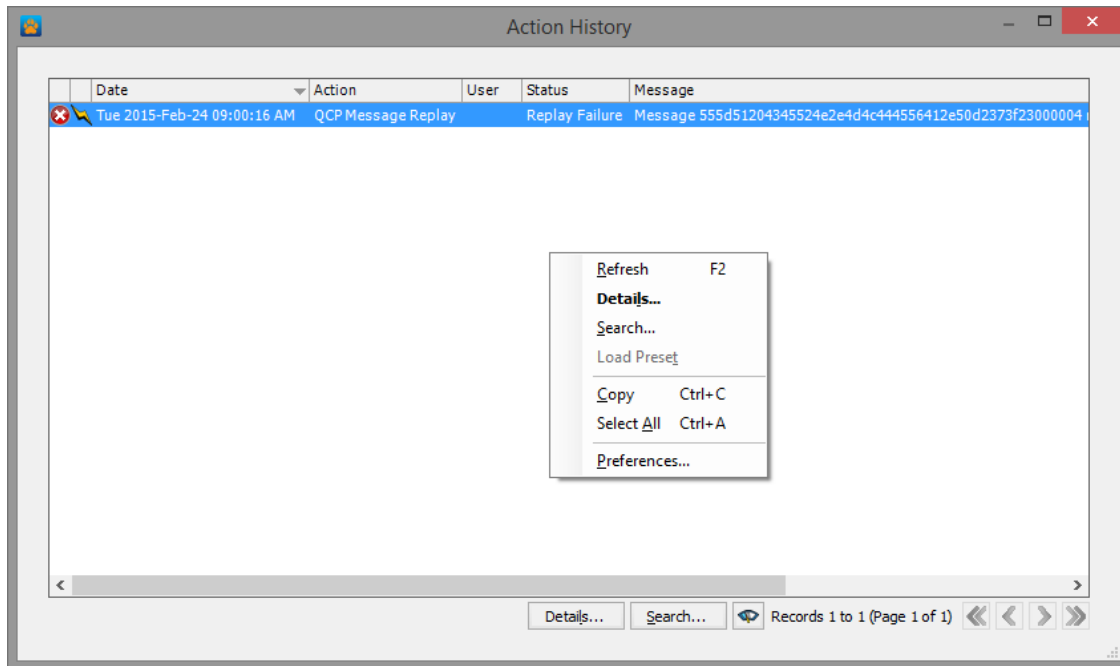 Action History
Date Action User Status Message
Tue 2015-Feb-24 09:00:16 AM QCP Message Replay Replay Failure Message 555d51204345524e2e4d4c444556412e50d2373f23000004
Refresh F2
Details...
Search...
Load Preset
Copy Ctrl+C
Select All Ctrl+A
Preferences...
Details... Search... Records 1 to 1 (Page 1 of 1)